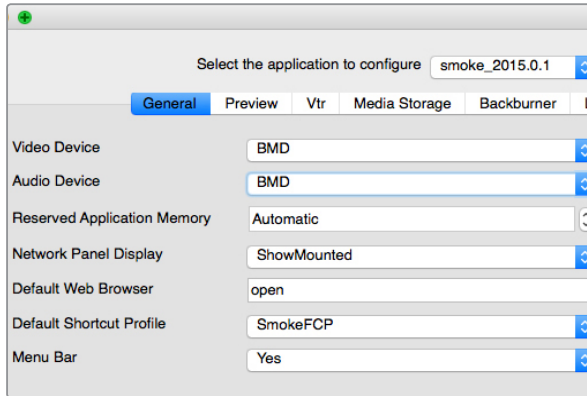 Select the application to configure smoke_2015.0.1
General Preview Vtr Media Storage Backburner
Video Device BMD
Audio Device BMD
Reserved Application Memory Automatic
Network Panel Display ShowMounted
Default Web Browser open
Default Shortcut Profile SmokeFCP
Menu Bar Yes